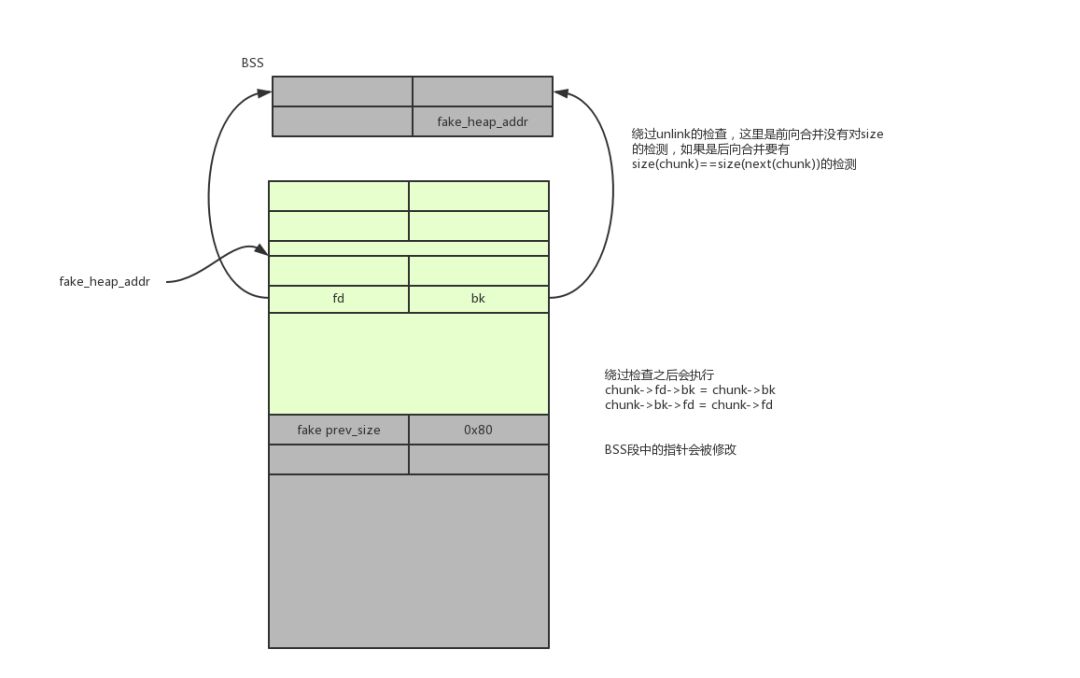 BSS
fake_heap_addr
绕过unlink的检查，这里是前向合并没有对size
的检测，如果是后向合并要有
size(chunk)==size(next(chunk))的检测
fake_heap_addr
fd
bk
绕过检查之后会执行
chunk->fd->bk = chunk->bk
chunk->bk->fd = chunk->fd
fake prev_size
0x80
BSS段中的指针会被修改